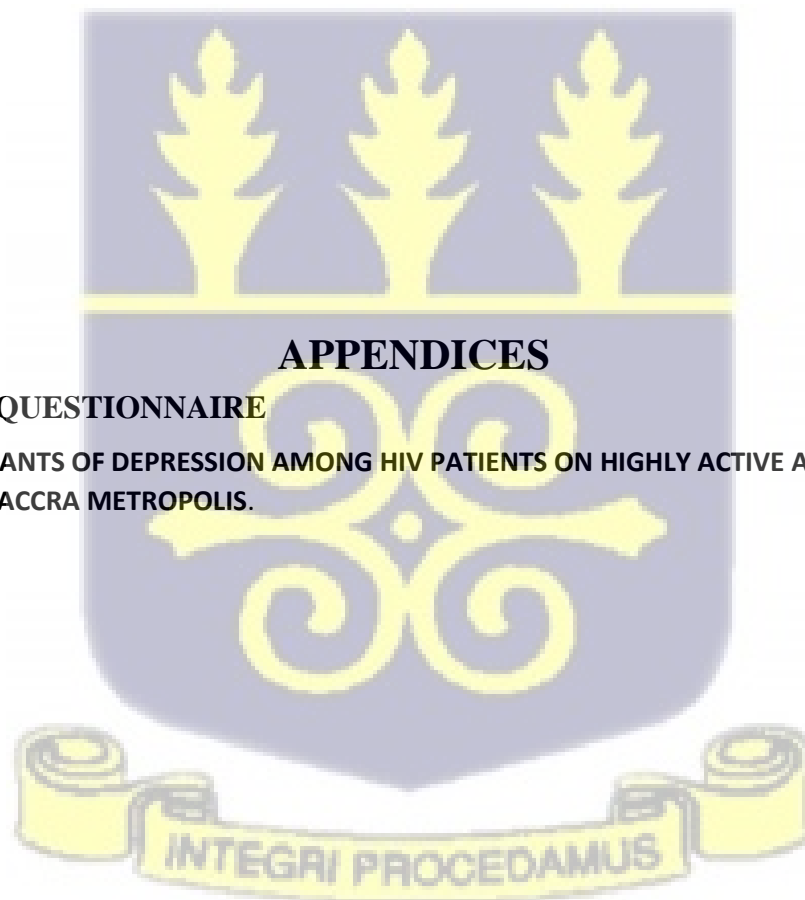 APPENDICES
QUESTIONNAIRE
ANTS OF DEPRESSION AMONG HIV PATIENTS ON HIGHLY ACTIVE A
ACCRA METROPOLIS.
INTEGRI PROCEDAMUS